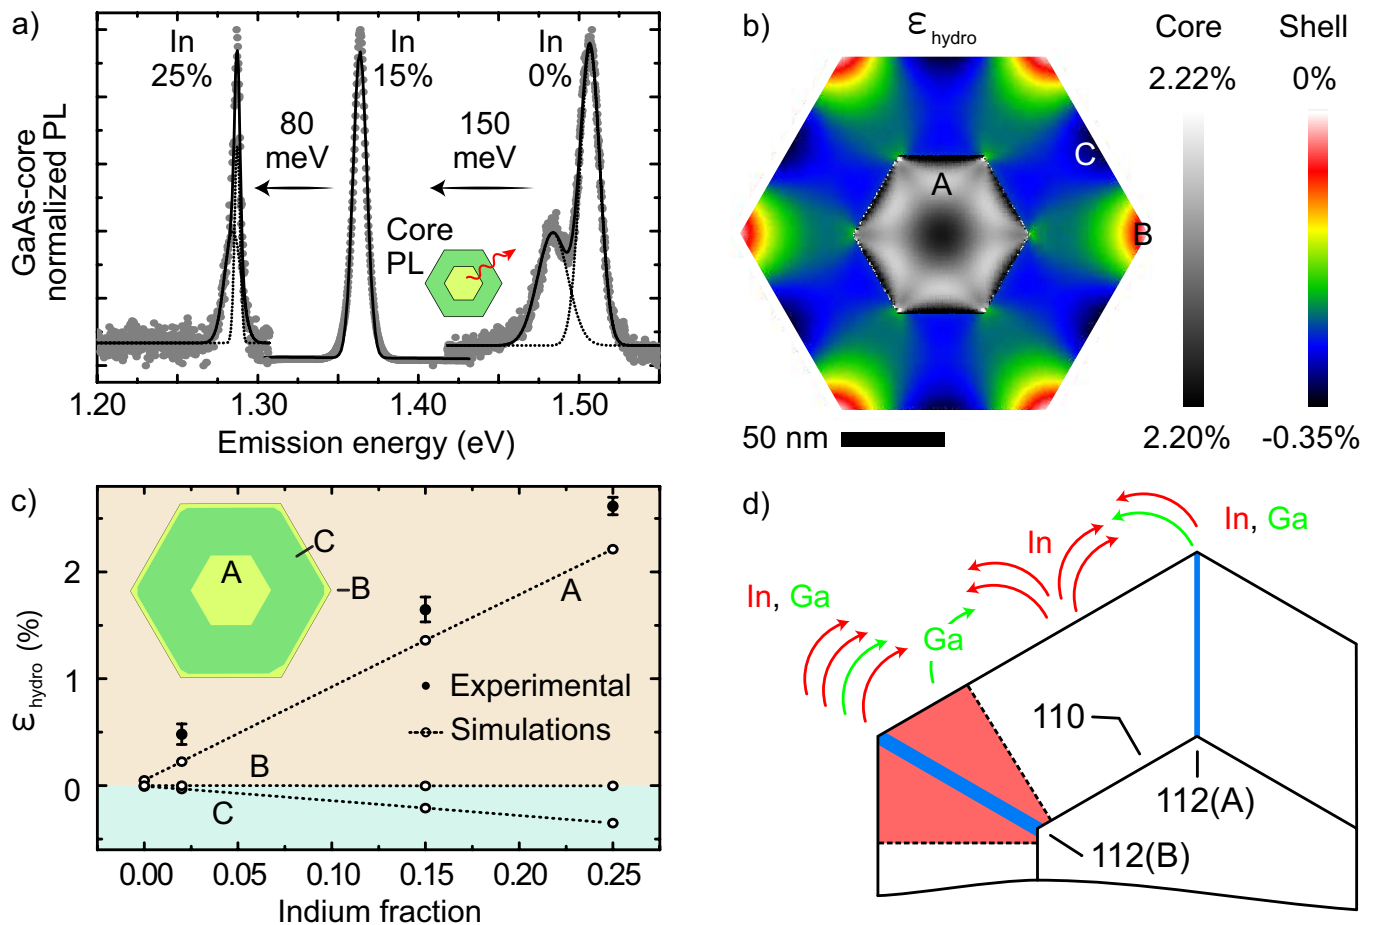 a)
In
25%
In
15%
In
0%
80
meV
150
meV
Core
PL
GaAs-core
normalized PL
1.20
1.30
1.40
1.50
Emission energy (eV)
b)
εhydro
Core
Shell
2.22%
0%
A
C
B
50 nm
2.20%
-0.35%
c)
A
C
B
A
Experimental
Simulations
B
C
2
1
0
εhydro (%)
0.00
0.05
0.10
0.15
0.20
0.25
Indium fraction
d)
In, Ga
In
In, Ga
Ga
110
112(A)
112(B)